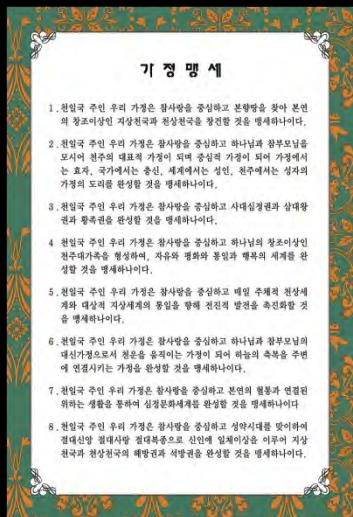 가정맹세
1. 천일국 주인 우리 가정은 참사랑을 중심하고 본향땅을 찾아 본연
의 창조이상인 지상천국과 천상천국을 창건할 것을 맹세하나이다.
2. 천일국 주인 우리 가정은 참사랑을 중심하고 하나님과 참부모님을
모시어 천주의 대표적 가정이 되며 중심적 가정이 되어 가정에서
는 효자, 국가에서는 충신, 세계에서는 성인, 천주에서는 성자의
가정의 도리를 완성할 것을 맹세하나이다.
3. 천일국 주인 우리 가정은 참사랑을 중심하고 사대심정권과 삼대왕
권과 황족권을 완성할 것을 맹세하나이다.
4 천일국 주인 우리 가정은 참사랑을 중심하고 하나님의 창조이상인
천주대가족을 형성하여, 자유와 평화와 통일과 행복의 세계를 완
성할 것을 맹세하나이다.
5. 천일국 주인 우리 가정은 참사랑을 중심하고 매일 주체적 천상세
계와 대상적 지상세계의 통일을 향해 전진적 발전을 촉진화할 것
을 맹세하나이다.
6. 천일국 주인 우리 가정은 참사랑을 중심하고 하나님과 참부모님의
대신가정으로서 천운을 움직이는 가정이 되어 하늘의 축복을 주변
에 연결시키는 가정을 완성할 것을 맹세하나이다.
7. 천일국 주인 우리 가정은 참사랑을 중심하고 본연의 혈통과 연결된
위하는 생활을 통하여 심정문화세계를 완성할 것을 맹세하나이다
8. 천일국 주인 우리 가정은 참사랑을 중심하고 성약시대를 맞이하여
절대신앙 절대사랑 절대복종으로 신인애 일체이상을 이루어 지상
천국과 천상천국의 해방권과 석방권을 완성할 것을 맹세하나이다.